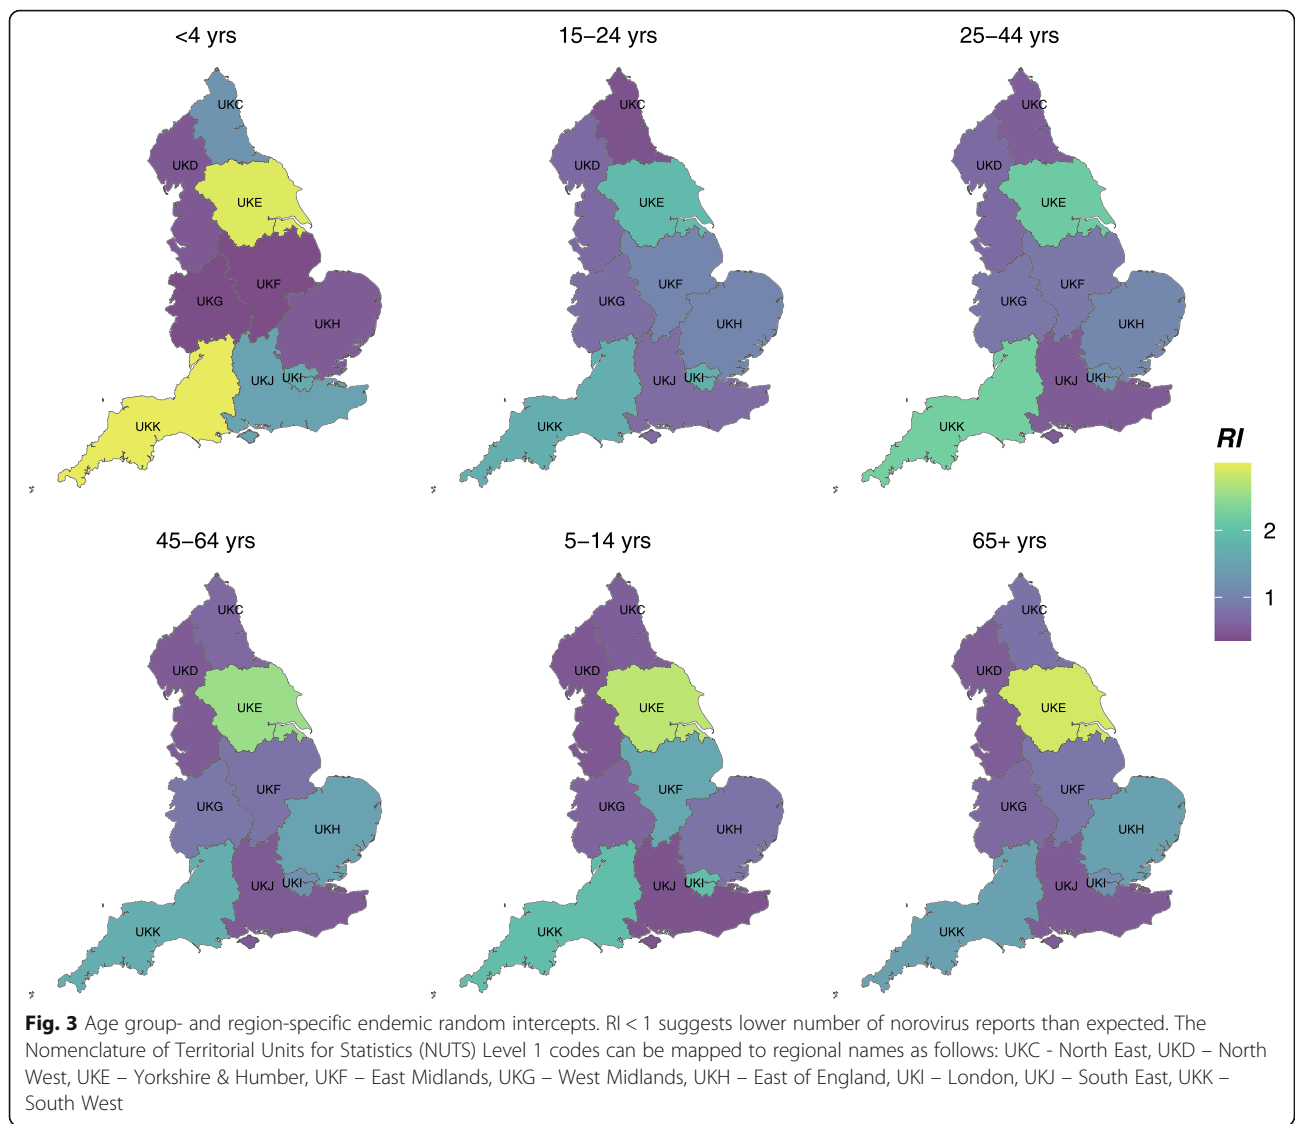 <4 yrs
15–24 yrs
25–44 yrs
UKC
UKD
UKE
UKF
UKG
UKH
UKJ
UKI
UKK
UKC
UKD
UKE
UKF
UKG
UKH
UKJ
UKI
UKK
UKC
UKD
UKE
UKF
UKG
UKH
UKJ
UKI
UKK
RI
2
1
45–64 yrs
5–14 yrs
65+ yrs
UKC
UKD
UKE
UKF
UKG
UKH
UKJ
UKI
UKK
UKC
UKD
UKE
UKF
UKG
UKH
UKJ
UKI
UKK
UKC
UKD
UKE
UKF
UKG
UKH
UKJ
UKI
UKK
Fig. 3 Age group- and region-specific endemic random intercepts. RI < 1 suggests lower number of norovirus reports than expected. The
Nomenclature of Territorial Units for Statistics (NUTS) Level 1 codes can be mapped to regional names as follows: UKC - North East, UKD – North
West, UKE – Yorkshire & Humber, UKF – East Midlands, UKG – West Midlands, UKH – East of England, UKI – London, UKJ – South East, UKK –
South West